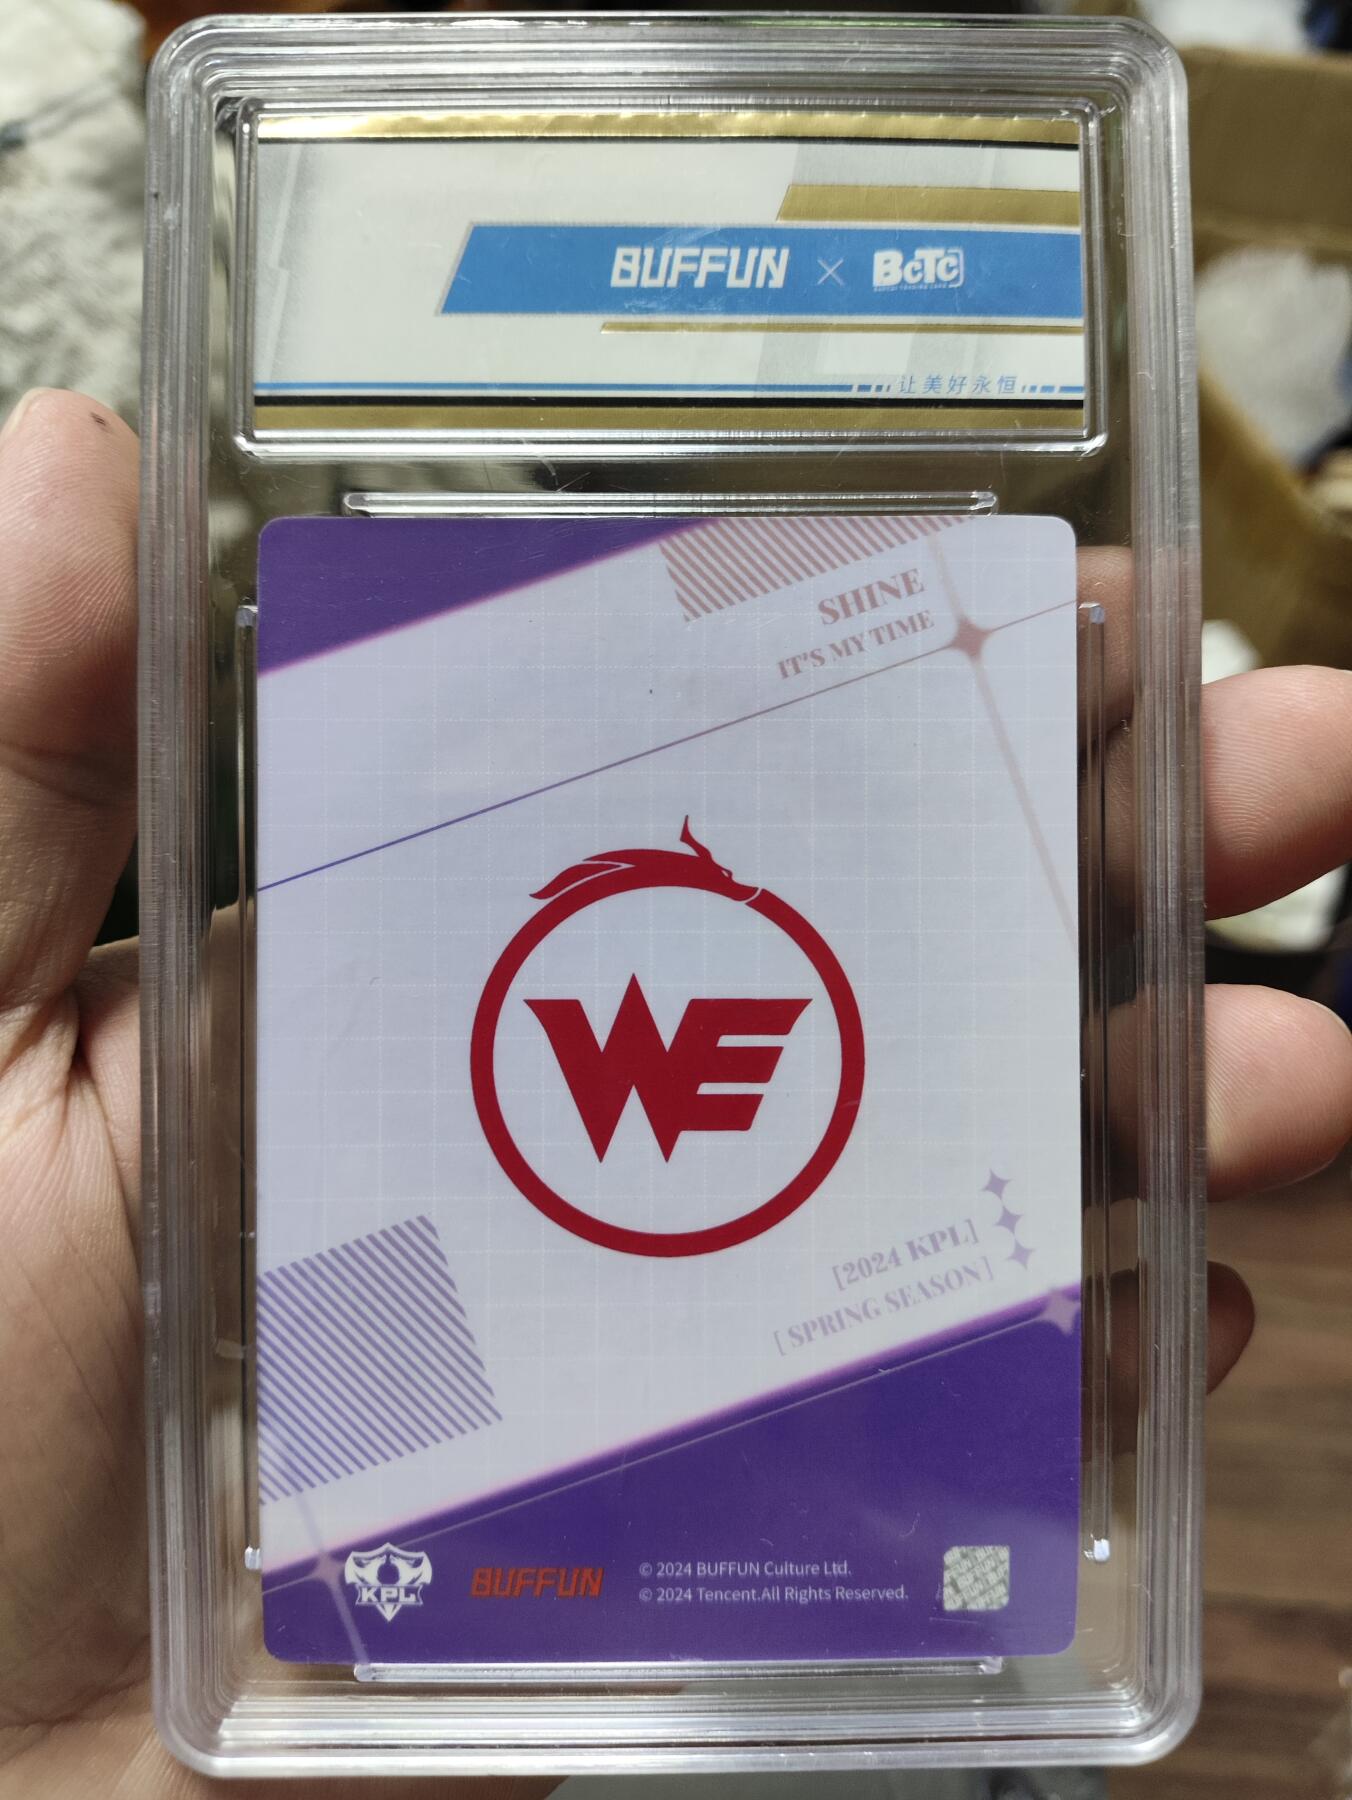 BUFFUN × BCTC
让美好永恒
SHINE
IT'S MY TIME
WE
[2024 KPL]
[ SPRING SEASON ]
KPL
BUFFUN
© 2024 BUFFUN Culture Ltd.
© 2024 Tencent.All Rights Reserved.